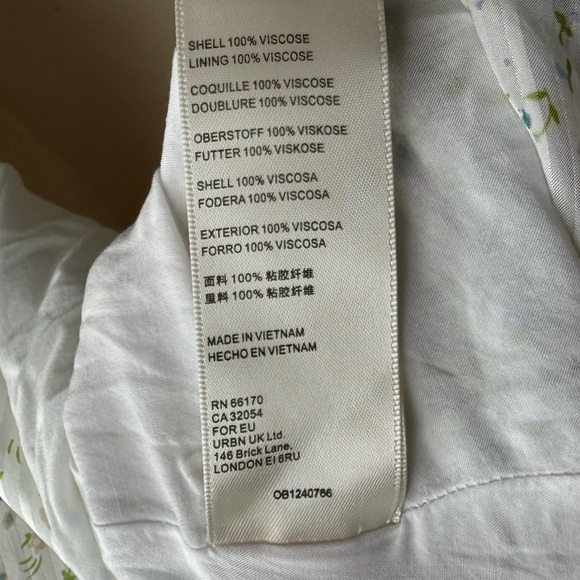 SHELL 100% VISCOSE
LINING 100% VISCOSE
COQUILLE 100% VISCOSE
DOUBLURE 100% VISCOSE
OBERSTOFF 100% VISKOSE
FUTTER 100% VISKOSE
SHELL 100% VISCOSA
FODERA 100% VISCOSA
EXTERIOR 100% VISCOSA
FORRO 100% VISCOSA
面料 100% 粘胶纤维
里料 100% 粘胶纤维
MADE IN VIETNAM
HECHO EN VIETNAM
RN 66170
CA 32054
FOR EU
URBN UK Ltd.
146 Brick Lane,
LONDON E1 6RU
OB1240766